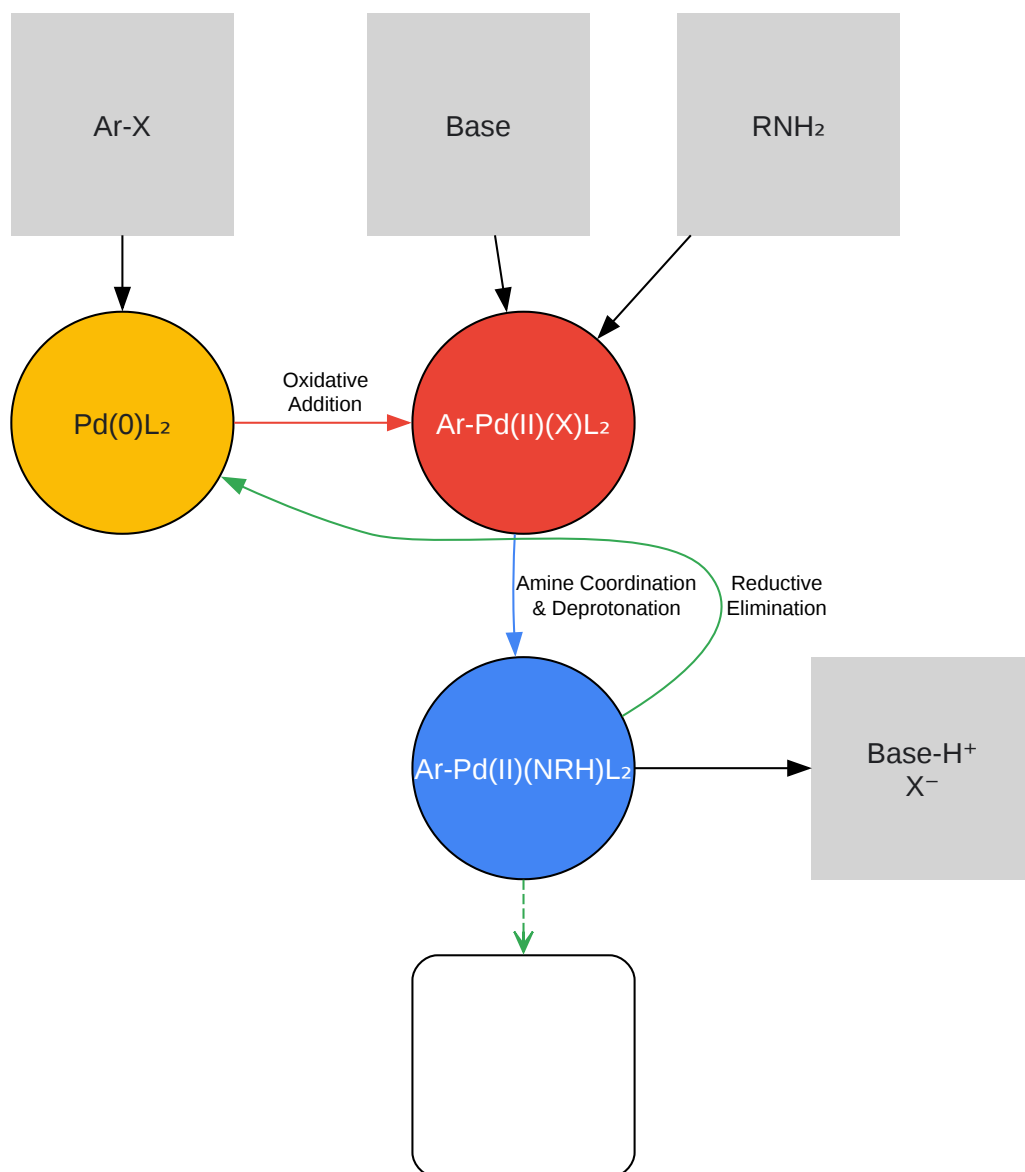 Ar-X
Base
RNH₂
Oxidative
Addition
Pd(0)L₂
Ar-Pd(II)(X)L₂
Amine Coordination
& Deprotonation
Reductive
Elimination
Ar-Pd(II)(NRH)L₂
Base-H⁺
X⁻